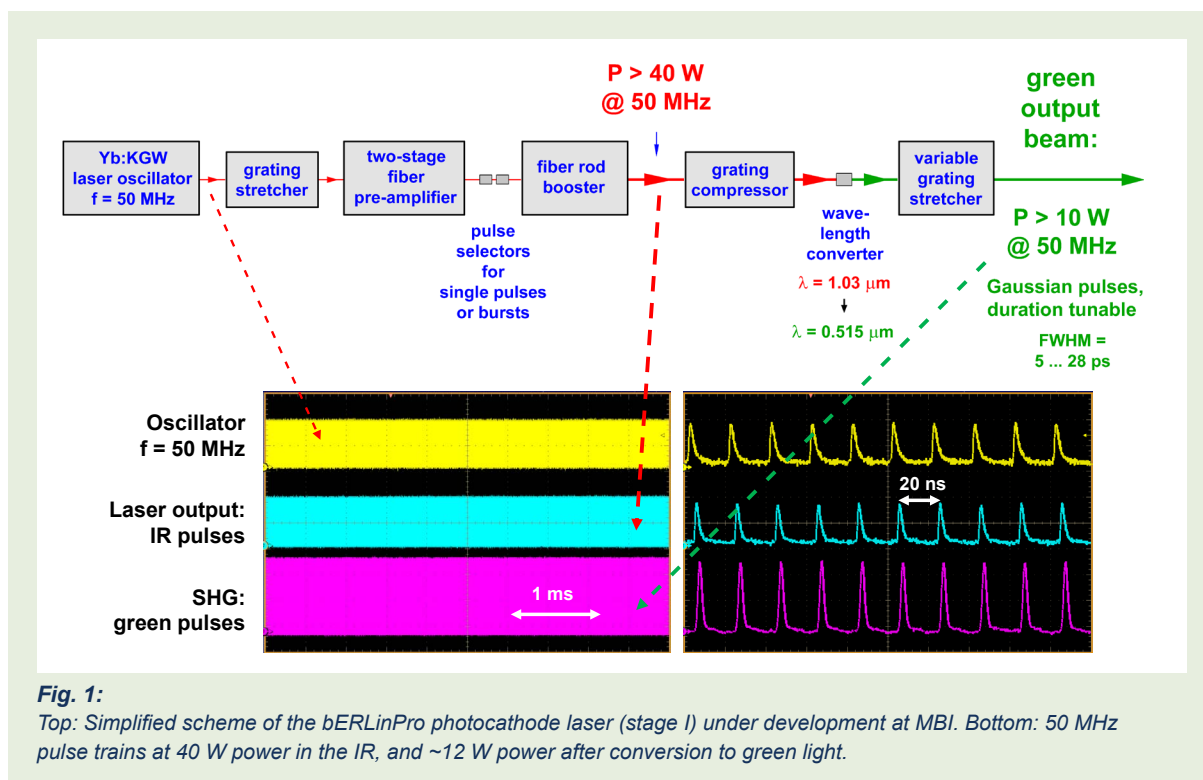 P > 40 W
@ 50 MHz
green
output
beam:
Yb:KGW
laser oscillator
f = 50 MHz
grating
stretcher
two-stage
fiber
pre-amplifier
fiber rod
booster
grating
compressor
variable
grating
stretcher
pulse
selectors
for
single pulses
or bursts
wave-
length
converter
λ = 1.03 µm
λ = 0.515 µm
P > 10 W
@ 50 MHz
Gaussian pulses,
duration tunable
FWHM =
5 ... 28 ps
Oscillator
f = 50 MHz
Laser output:
IR pulses
SHG:
green pulses
1 ms
20 ns
Fig. 1:
Top: Simplified scheme of the bERLinPro photocathode laser (stage I) under development at MBI. Bottom: 50 MHz
pulse trains at 40 W power in the IR, and ~12 W power after conversion to green light.